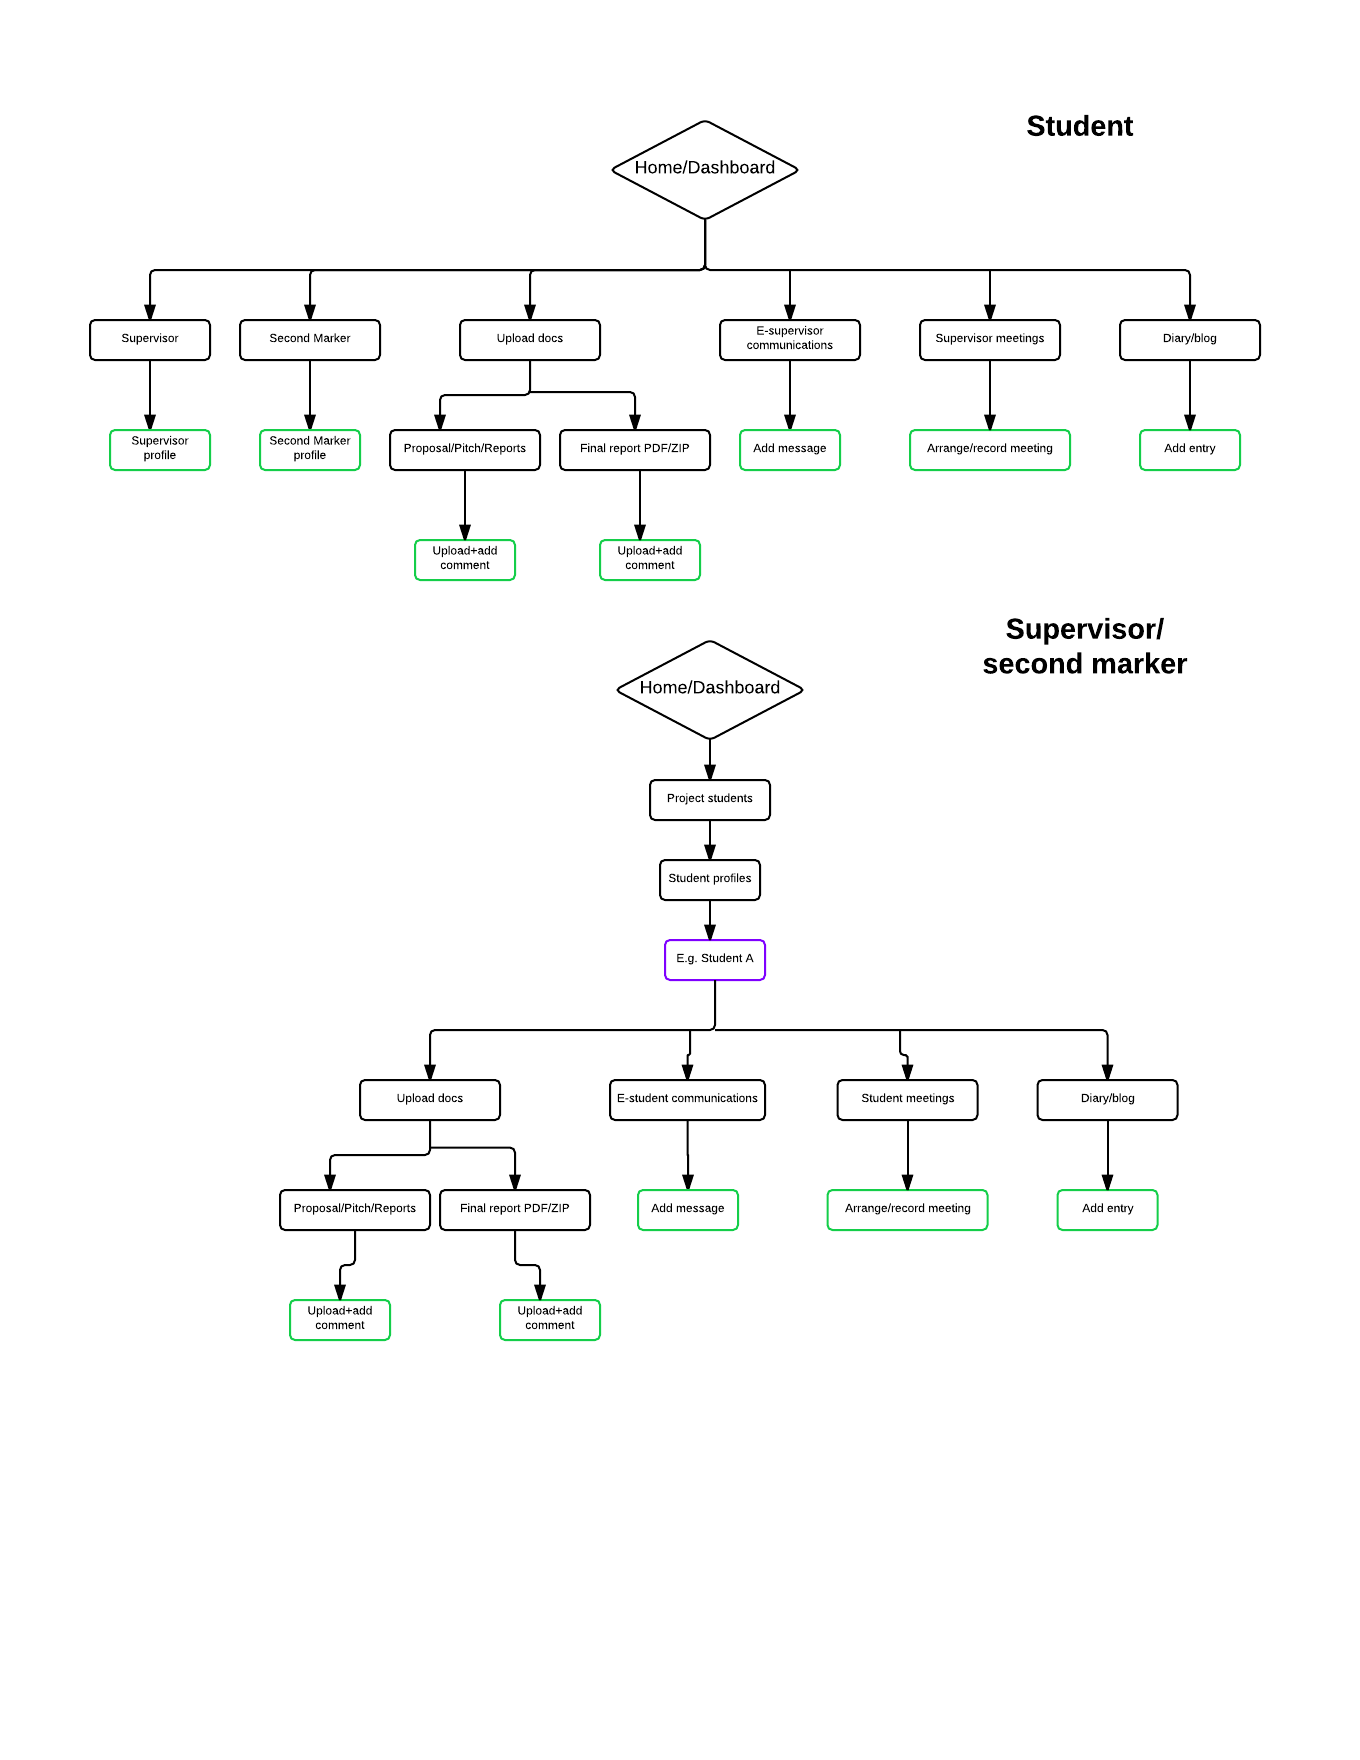 Student
Home/Dashboard
Supervisor
Second Marker
Upload docs
E-supervisor
communications
Supervisor meetings
Diary/blog
Supervisor
profile
Second Marker
profile
Proposal/Pitch/Reports
Final report PDF/ZIP
Add message
Arrange/record meeting
Add entry
Upload+add
comment
Upload+add
comment
Supervisor/
second marker
Home/Dashboard
Project students
Student profiles
E.g. Student A
Upload docs
E-student communications
Student meetings
Diary/blog
Proposal/Pitch/Reports
Final report PDF/ZIP
Add message
Arrange/record meeting
Add entry
Upload+add
comment
Upload+add
comment